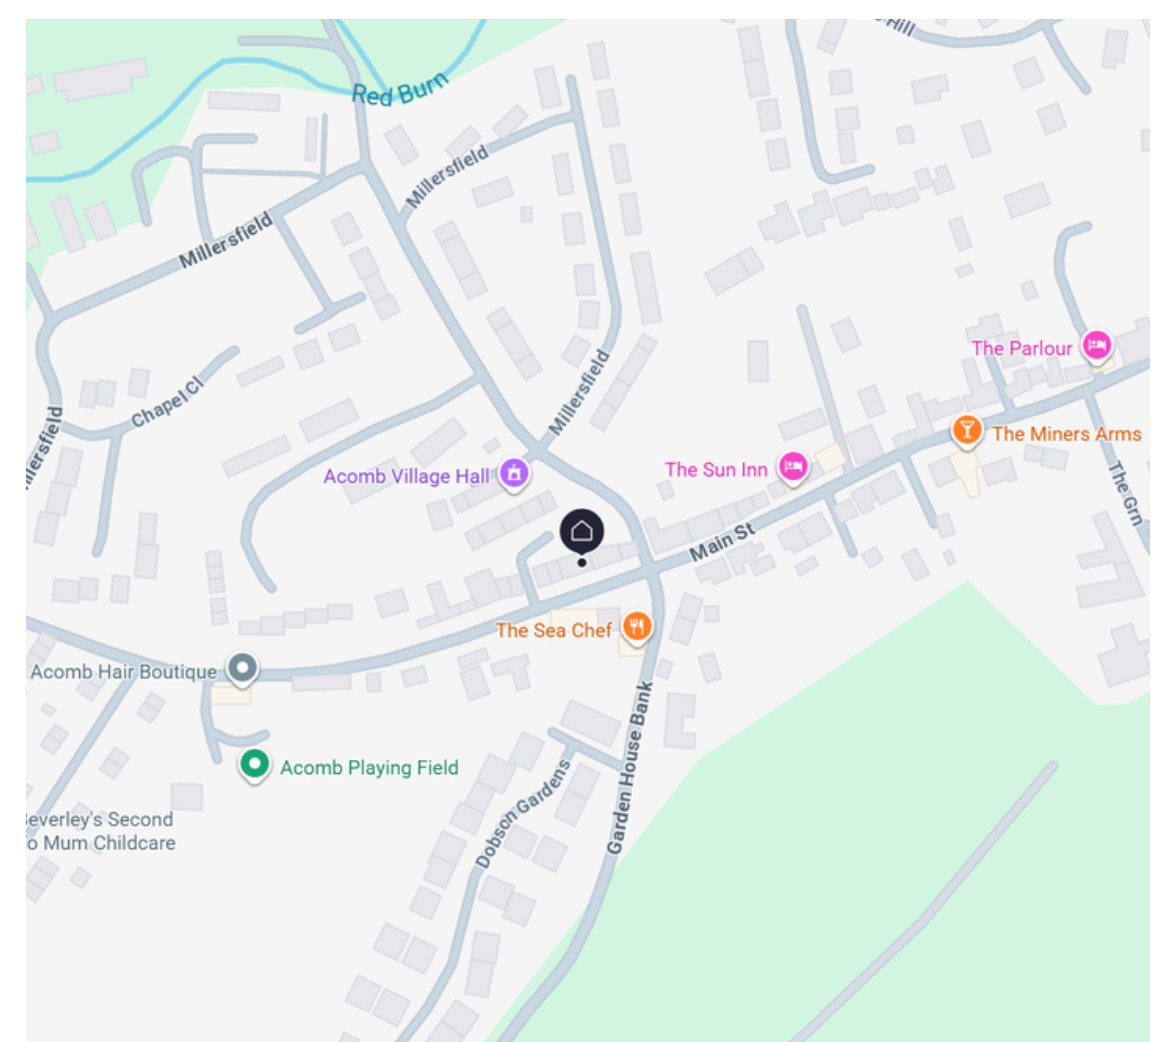 Hill
Red Burn
Millersfield
Millersfield
The Parlour
Chapel Cl
Millersfield
The Miners Arms
llersfield
The Sun Inn
Acomb Village Hall
The Grn
Main St
The Sea Chef
Acomb Hair Boutique
Garden House Bank
Acomb Playing Field
Dobson Gardens
everley's Second
o Mum Childcare